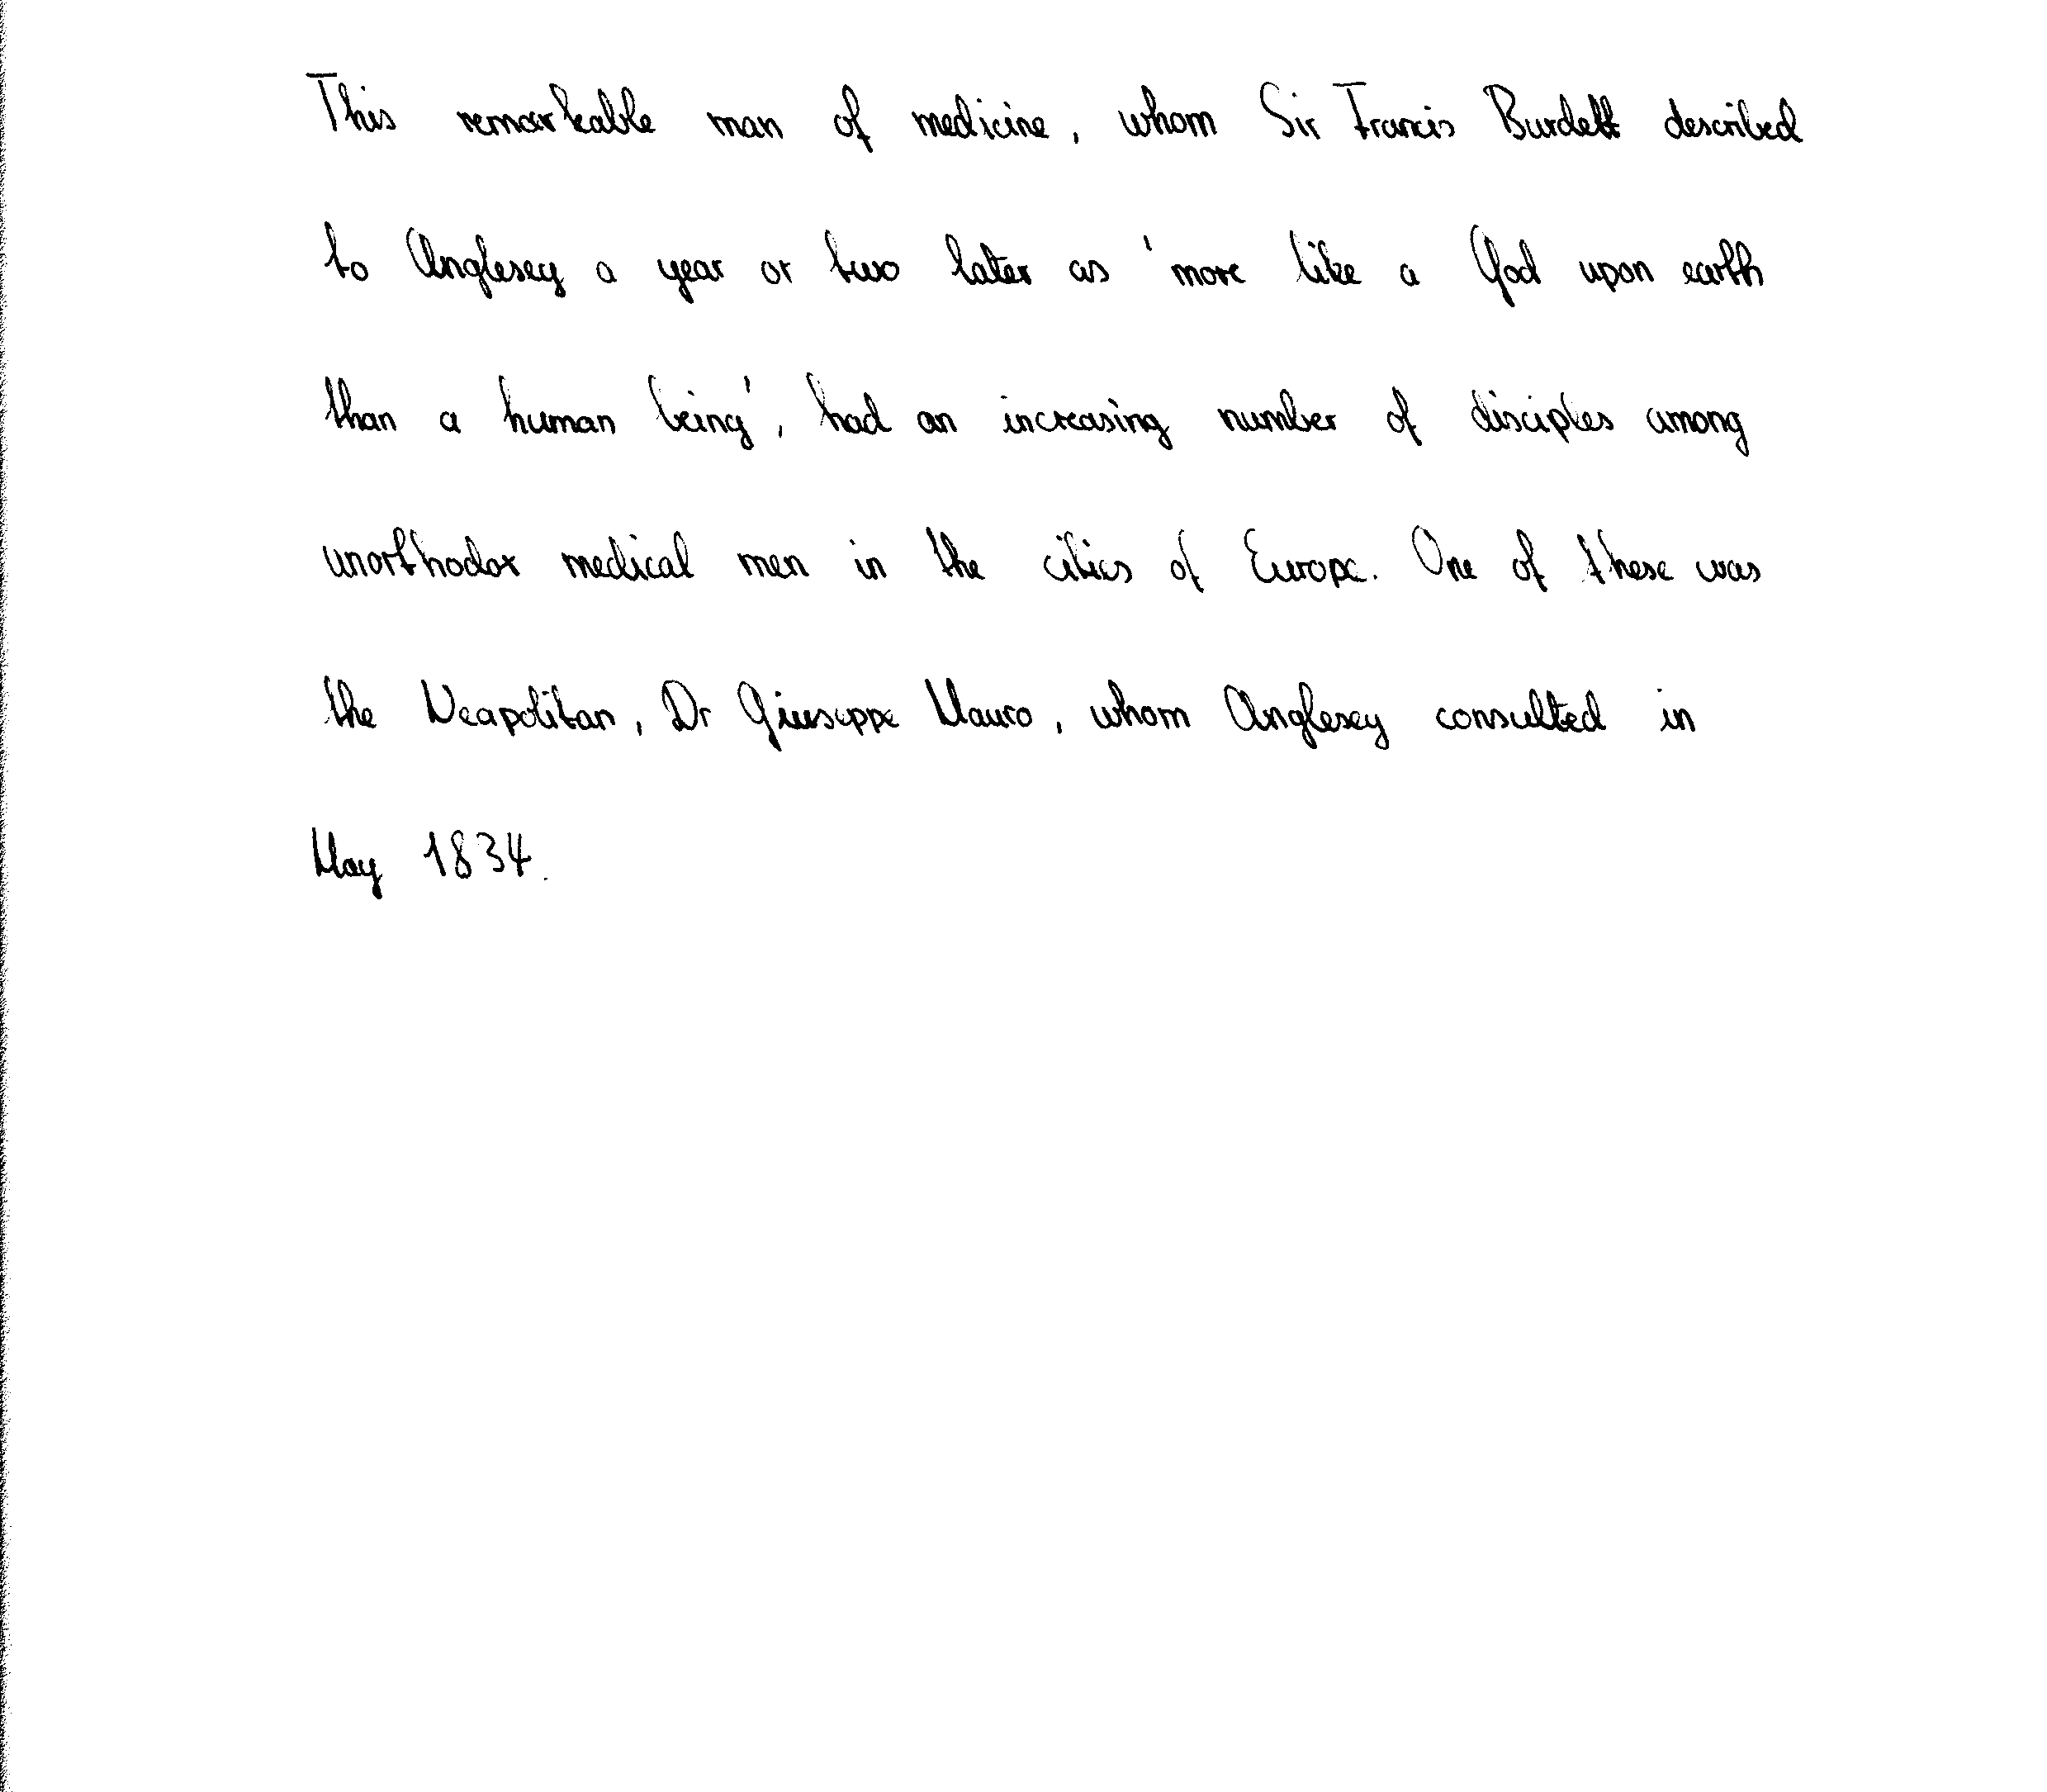 This remarkable man of medicine, whom Sir Francis Burdett described
to Anglesey a year or two later as 'more like a God upon earth
than a human being', had an increasing number of disciples among
unorthodox medical men in the cities of Europe. One of these was
the Neapolitan, Dr Giuseppe Mauro, whom Anglesey consulted in
May 1834.